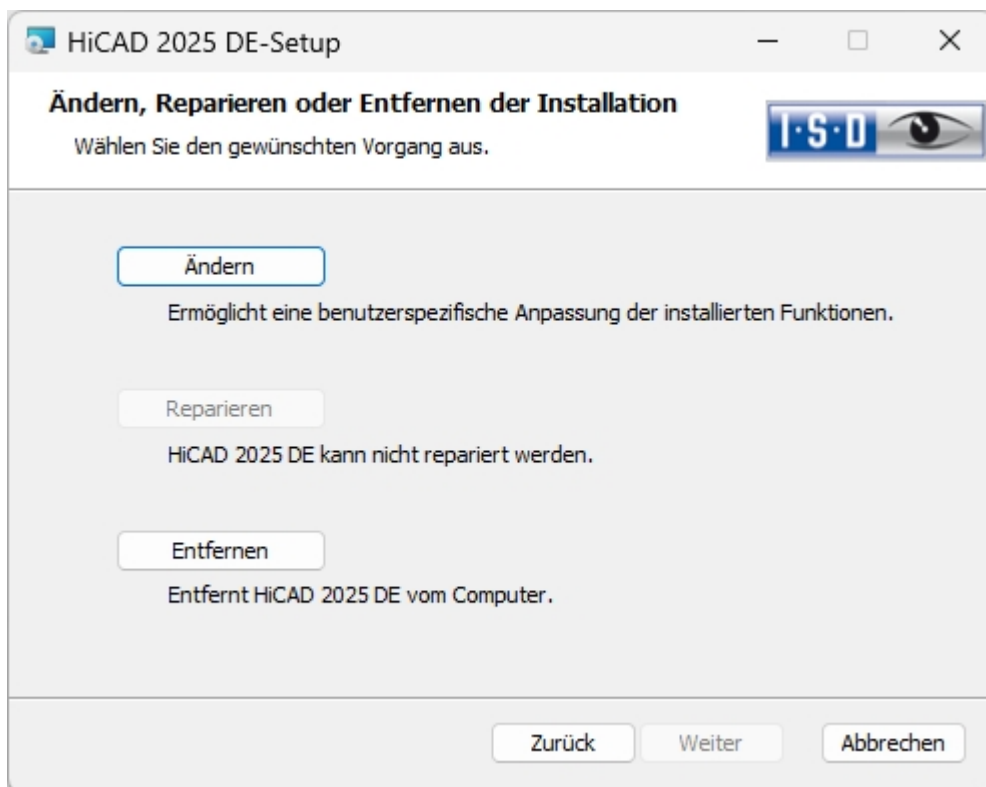 HiCAD 2025 DE-Setup
Ändern, Reparieren oder Entfernen der Installation
Wählen Sie den gewünschten Vorgang aus.
I·S·D
Ändern
Ermöglicht eine benutzerspezifische Anpassung der installierten Funktionen.
Reparieren
HiCAD 2025 DE kann nicht repariert werden.
Entfernen
Entfernt HiCAD 2025 DE vom Computer.
Zurück Weiter Abbrechen